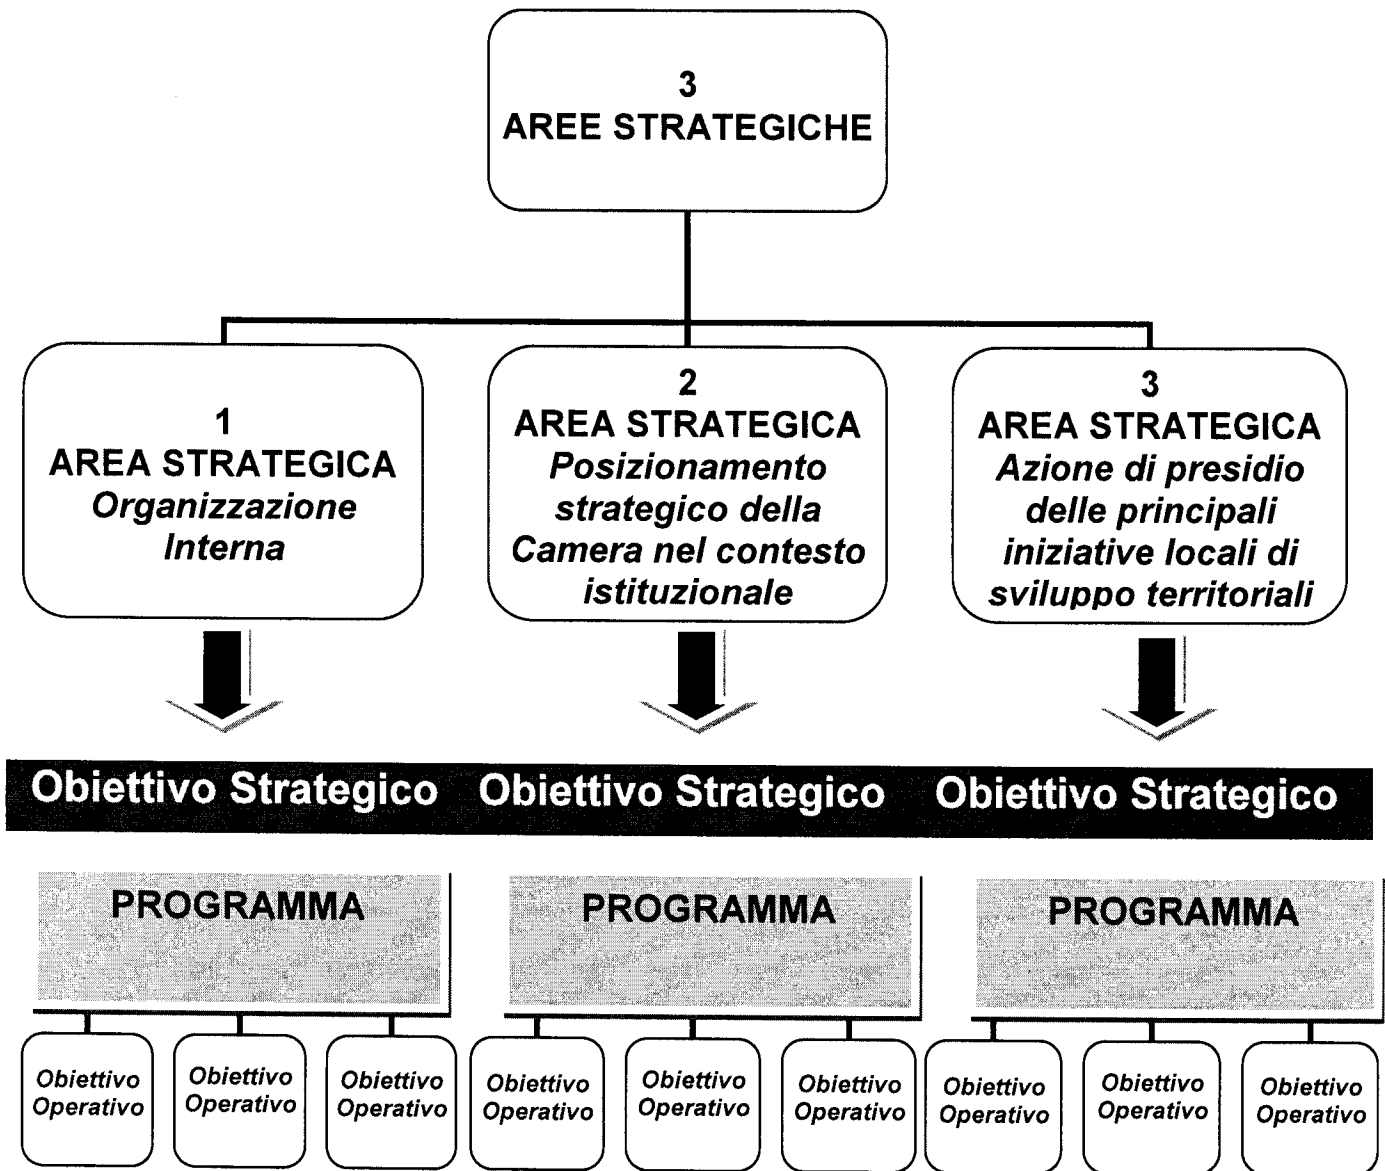 3
AREE STRATEGICHE
1
AREA STRATEGICA
Organizzazione
Interna
2
AREA STRATEGICA
Posizionamento
strategico della
Camera nel contesto
istituzionale
3
AREA STRATEGICA
Azione di presidio
delle principali
iniziative locali di
sviluppo territoriali
Obiettivo Strategico Obiettivo Strategico Obiettivo Strategico
PROGRAMMA
PROGRAMMA
PROGRAMMA
Obiettivo
Operativo
Obiettivo
Operativo
Obiettivo
Operativo
Obiettivo
Operativo
Obiettivo
Operativo
Obiettivo
Operativo
Obiettivo
Operativo
Obiettivo
Operativo
Obiettivo
Operativo